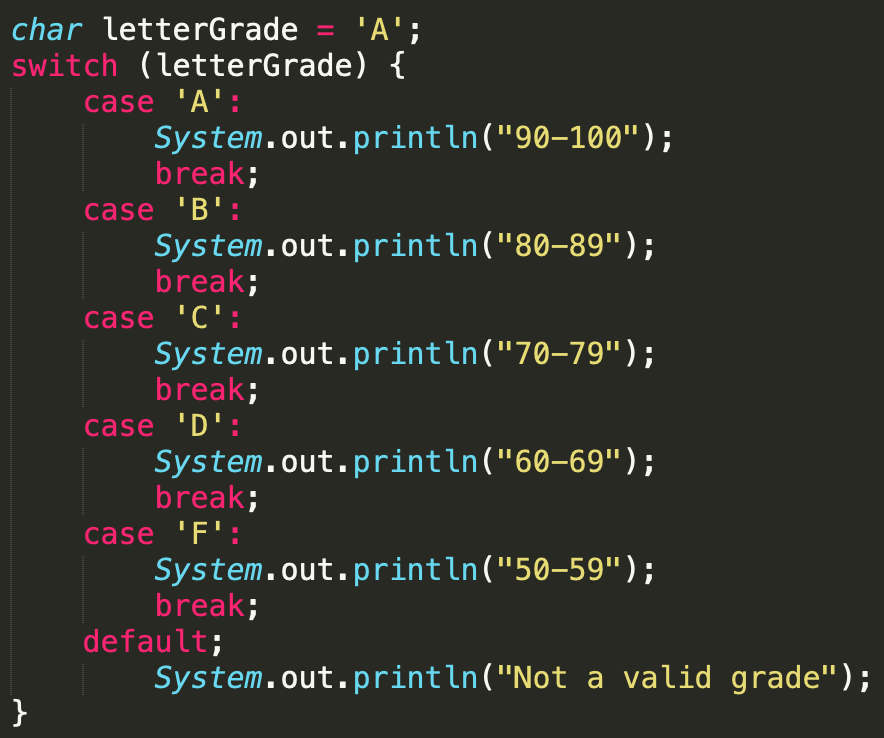 char letterGrade = 'A';
switch (letterGrade) {
    case 'A':
        System.out.println("90-100");
        break;
    case 'B':
        System.out.println("80-89");
        break;
    case 'C':
        System.out.println("70-79");
        break;
    case 'D':
        System.out.println("60-69");
        break;
    case 'F':
        System.out.println("50-59");
        break;
    default;
        System.out.println("Not a valid grade");
}